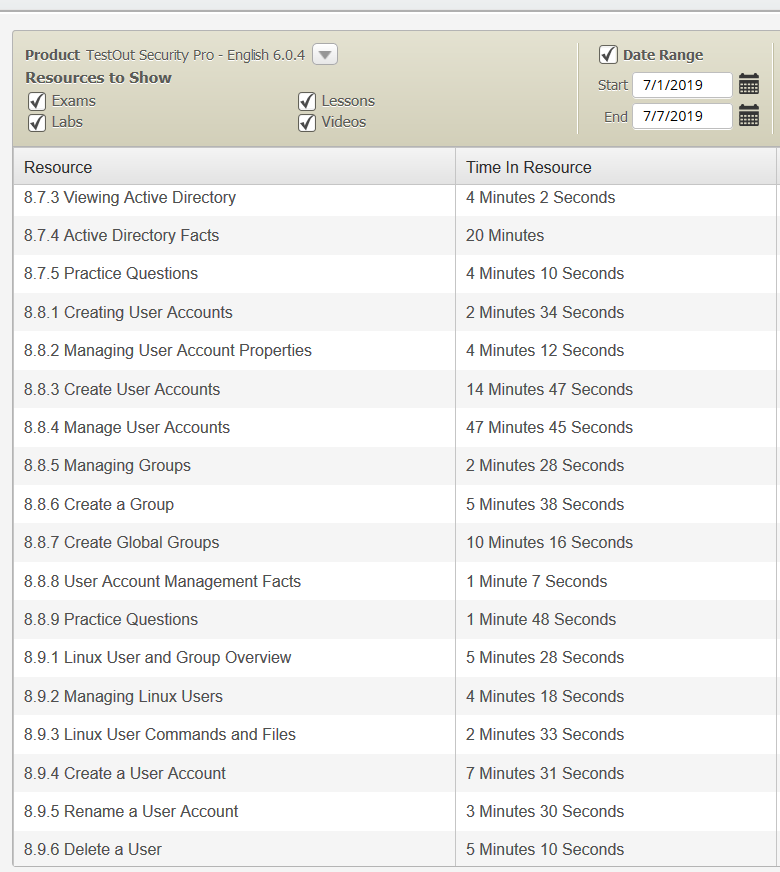 Product TestOut Security Pro - English 6.0.4
Resources to Show
Exams Lessons
Labs Videos
Date Range
Start 7/1/2019
End 7/7/2019
Resource Time In Resource
8.7.3 Viewing Active Directory 4 Minutes 2 Seconds
8.7.4 Active Directory Facts 20 Minutes
8.7.5 Practice Questions 4 Minutes 10 Seconds
8.8.1 Creating User Accounts 2 Minutes 34 Seconds
8.8.2 Managing User Account Properties 4 Minutes 12 Seconds
8.8.3 Create User Accounts 14 Minutes 47 Seconds
8.8.4 Manage User Accounts 47 Minutes 45 Seconds
8.8.5 Managing Groups 2 Minutes 28 Seconds
8.8.6 Create a Group 5 Minutes 38 Seconds
8.8.7 Create Global Groups 10 Minutes 16 Seconds
8.8.8 User Account Management Facts 1 Minute 7 Seconds
8.8.9 Practice Questions 1 Minute 48 Seconds
8.9.1 Linux User and Group Overview 5 Minutes 28 Seconds
8.9.2 Managing Linux Users 4 Minutes 18 Seconds
8.9.3 Linux User Commands and Files 2 Minutes 33 Seconds
8.9.4 Create a User Account 7 Minutes 31 Seconds
8.9.5 Rename a User Account 3 Minutes 30 Seconds
8.9.6 Delete a User 5 Minutes 10 Seconds